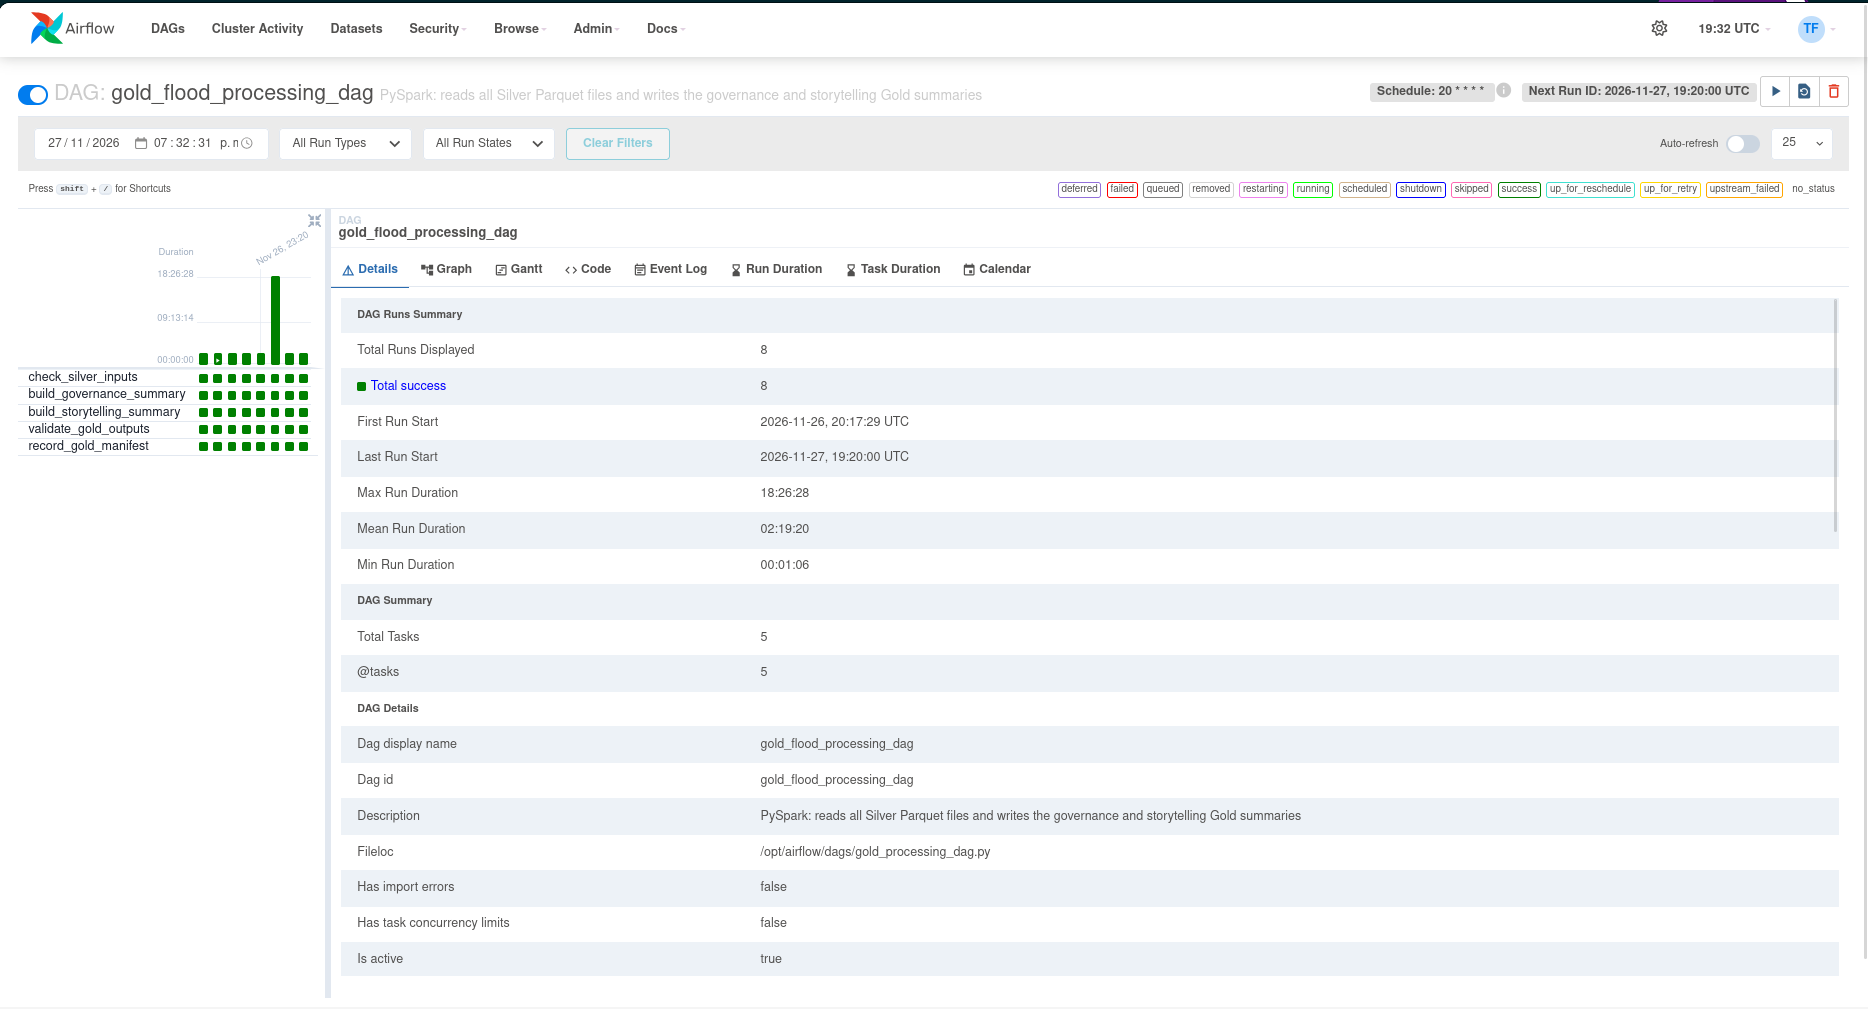 Airflow DAGs Cluster Activity Datasets Security Browse Admin Docs 19:32 UTC TF
DAG: gold_flood_processing_dag PySpark: reads all Silver Parquet files and writes the governance and storytelling Gold summaries Schedule: 20 * * * * Next Run ID: 2026-11-27, 19:20:00 UTC
27 / 11 / 2026 07 : 32 : 31 p. All Run Types All Run States Clear Filters Auto-refresh 25
Press shift + / for Shortcuts deferred failed queued removed restarting running scheduled shutdown skipped success up_for_reschedule up_for_retry upstream_failed no_status
Nov 26, 23:20
Duration
18:26:28
09:13:14
00:00:00
check_silver_inputs
build_governance_summary
build_storytelling_summary
validate_gold_outputs
record_gold_manifest
DAG
gold_flood_processing_dag
Details Graph Gantt Code Event Log Run Duration Task Duration Calendar
DAG Runs Summary
Total Runs Displayed 8
Total success 8
First Run Start 2026-11-26, 20:17:29 UTC
Last Run Start 2026-11-27, 19:20:00 UTC
Max Run Duration 18:26:28
Mean Run Duration 02:19:20
Min Run Duration 00:01:06
DAG Summary
Total Tasks 5
@tasks 5
DAG Details
Dag display name gold_flood_processing_dag
Dag id gold_flood_processing_dag
Description PySpark: reads all Silver Parquet files and writes the governance and storytelling Gold summaries
Fileloc /opt/airflow/dags/gold_processing_dag.py
Has import errors false
Has task concurrency limits false
Is active true